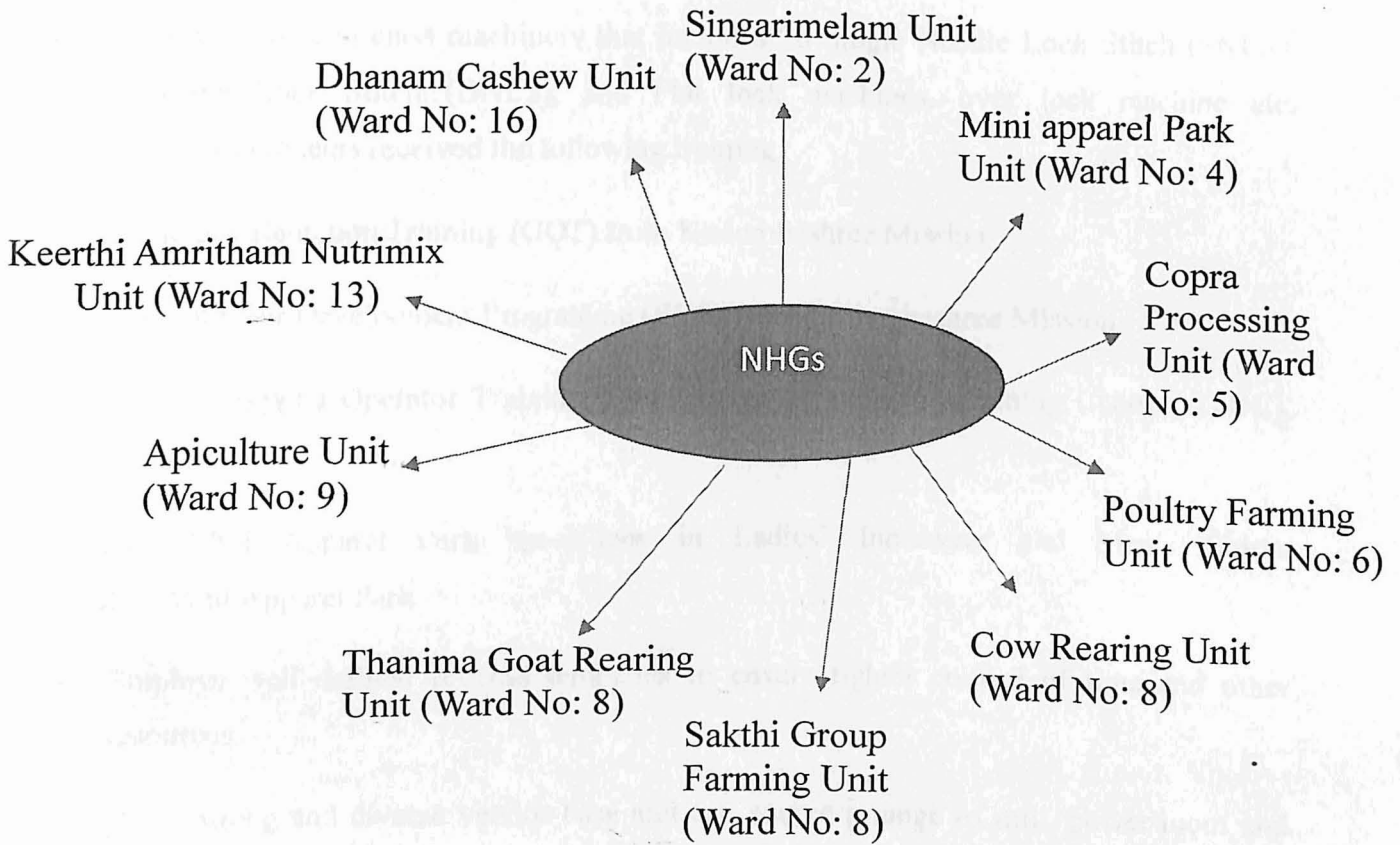 Singarimelam Unit
(Ward No: 2)
Dhanam Cashew Unit
(Ward No: 16)
Mini apparel Park
Unit (Ward No: 4)
Keerthi Amritham Nutrimix
Unit (Ward No: 13)
Copra
Processing
Unit (Ward
No: 5)
NHGs
Apiculture Unit
(Ward No: 9)
Poultry Farming
Unit (Ward No: 6)
Thanima Goat Rearing
Unit (Ward No: 8)
Cow Rearing Unit
(Ward No: 8)
Sakthi Group
Farming Unit
(Ward No: 8)